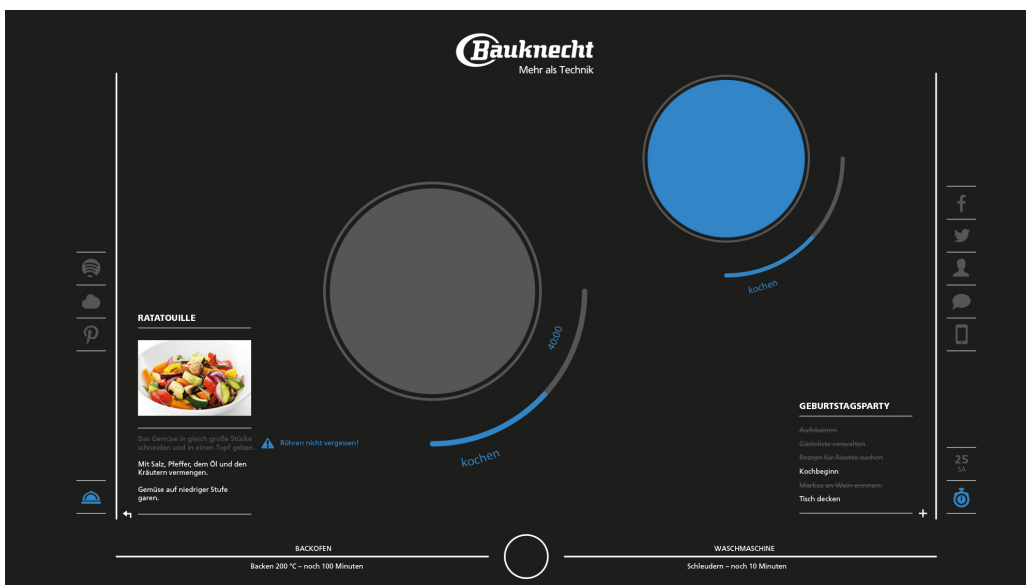 Bauknecht
Mehr als Technik
kochen
40:00
kochen
RATATOUILLE
Das Gemüse in gleich große Stücke
schneiden und in einen Topf geben.
Rühren nicht vergessen!
Mit Salz, Pfeffer, dem Öl und den
Kräutern vermengen.
Gemüse auf niedriger Stufe
garen.
GEBURTSTAGSPARTY
Aufräumen
Gästeliste verwalten
Rezept für Risotto suchen
Kochbeginn
Markus an Wein erinnern
Tisch decken
25
SA
BACKOFEN
Backen 200 °C – noch 100 Minuten
WASCHMASCHINE
Schleudern – noch 10 Minuten